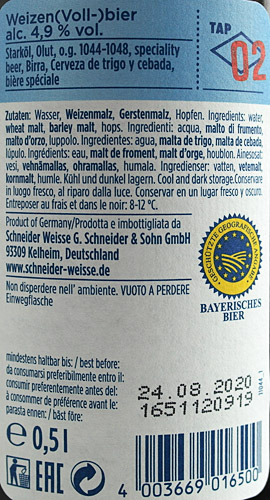 Weizen(Voll-)bier
alc. 4,9 % vol.
TAP
02
Starköl, Olut, o.g. 1044-1048, speciality
beer, Birra, Cerveza de trigo y cebada,
bière spéciale
Zutaten: Wasser, Weizenmalz, Gerstenmalz, Hopfen. Ingredients: water,
wheat malt, barley malt, hops. Ingredienti: acqua, malto di frumento,
malto d'orzo, luppolo. Ingredientes: agua, malta de trigo, malta de cebada,
lúpulo. Ingrédients: eau, malt de froment, malt d'orge, houblon. Ainesosat:
vesi, vehnämallas, ohramallas, humala. Ingredienser: vatten, vetemalt,
kornmalt, humle. Kühl und dunkel lagern. Cool and dark storage. Conservare
in luogo fresco, al riparo dalla luce. Conservar en un lugar fresco y oscuro.
Entreposer au frais et dans le noir: 8-12 °C.
Product of Germany/Prodotta e imbottigliata da
Schneider Weisse G. Schneider & Sohn GmbH
93309 Kelheim, Deutschland
www.schneider-weisse.de
GESCHÜTZTE GEOGRAFISCHE ANGABE
BAYERISCHES
BIER
Non disperdere nell' ambiente. VUOTO A PERDERE
Einwegflasche
mindestens haltbar bis: / best before:
da consumarsi preferibilmente entro il:
consumir preferentemente antes del:
à consommer de préférence avant le:
parasta ennen: / bäst före:
24.08.2020
1651120919
11044_1
e 0,5 l
EAC
4 003669 016500